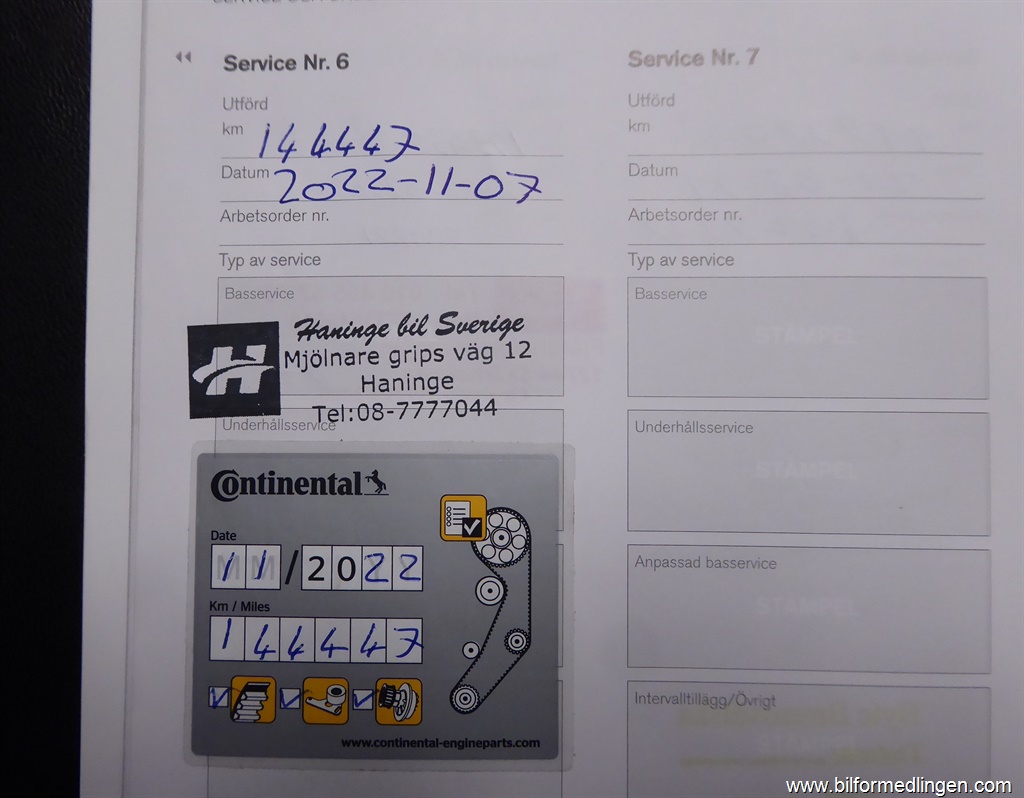 Service Nr. 6
Utförd
km 144447
Datum 2022-11-07
Arbetsorder nr.
Typ av service
Basservice
Haninge bil Sverige
Mjölnare grips väg 12
Haninge
Tel:08-7777044
Underhållsservice
Continental
Date
11/2022
Km / Miles
144447
www.continental-engineparts.com
Service Nr. 7
Utförd
km
Datum
Arbetsorder nr.
Typ av service
Basservice
STÄMPEL
Underhållsservice
STÄMPEL
Anpassad basservice
STÄMPEL
Intervalltillägg/Övrigt
www.bilformedlingen.com